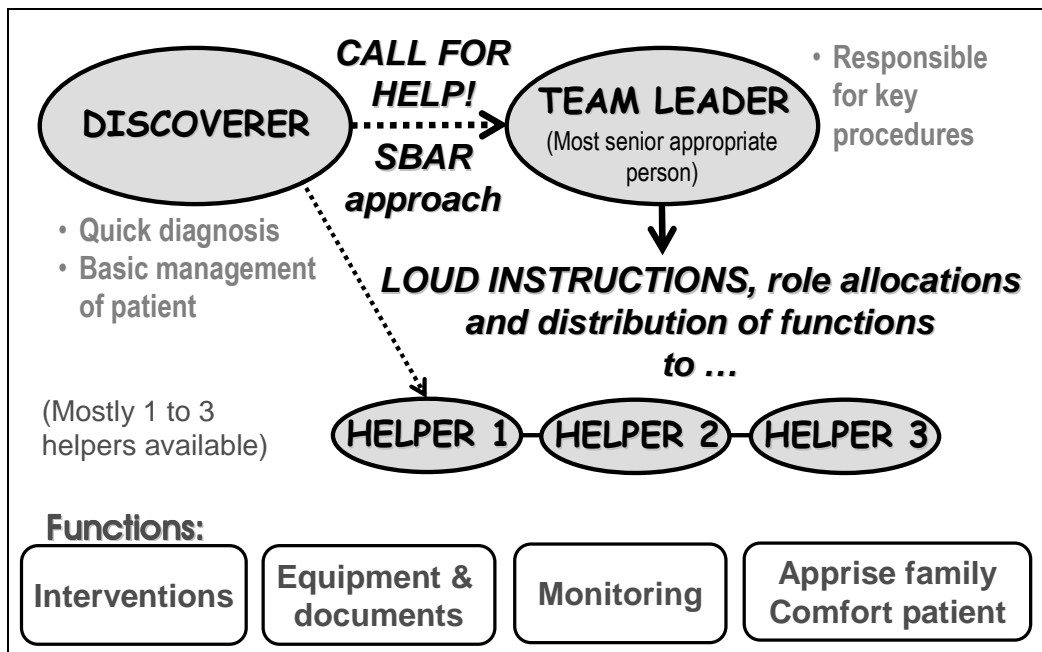 CALL FOR
HELP!
SBAR
approach
DISCOVERER
TEAM LEADER
(Most senior appropriate
person)
• Responsible
for key
procedures
• Quick diagnosis
• Basic management
of patient
LOUD INSTRUCTIONS, role allocations
and distribution of functions
to …
(Mostly 1 to 3
helpers available)
HELPER 1
HELPER 2
HELPER 3
Functions:
Interventions
Equipment &
documents
Monitoring
Apprise family
Comfort patient